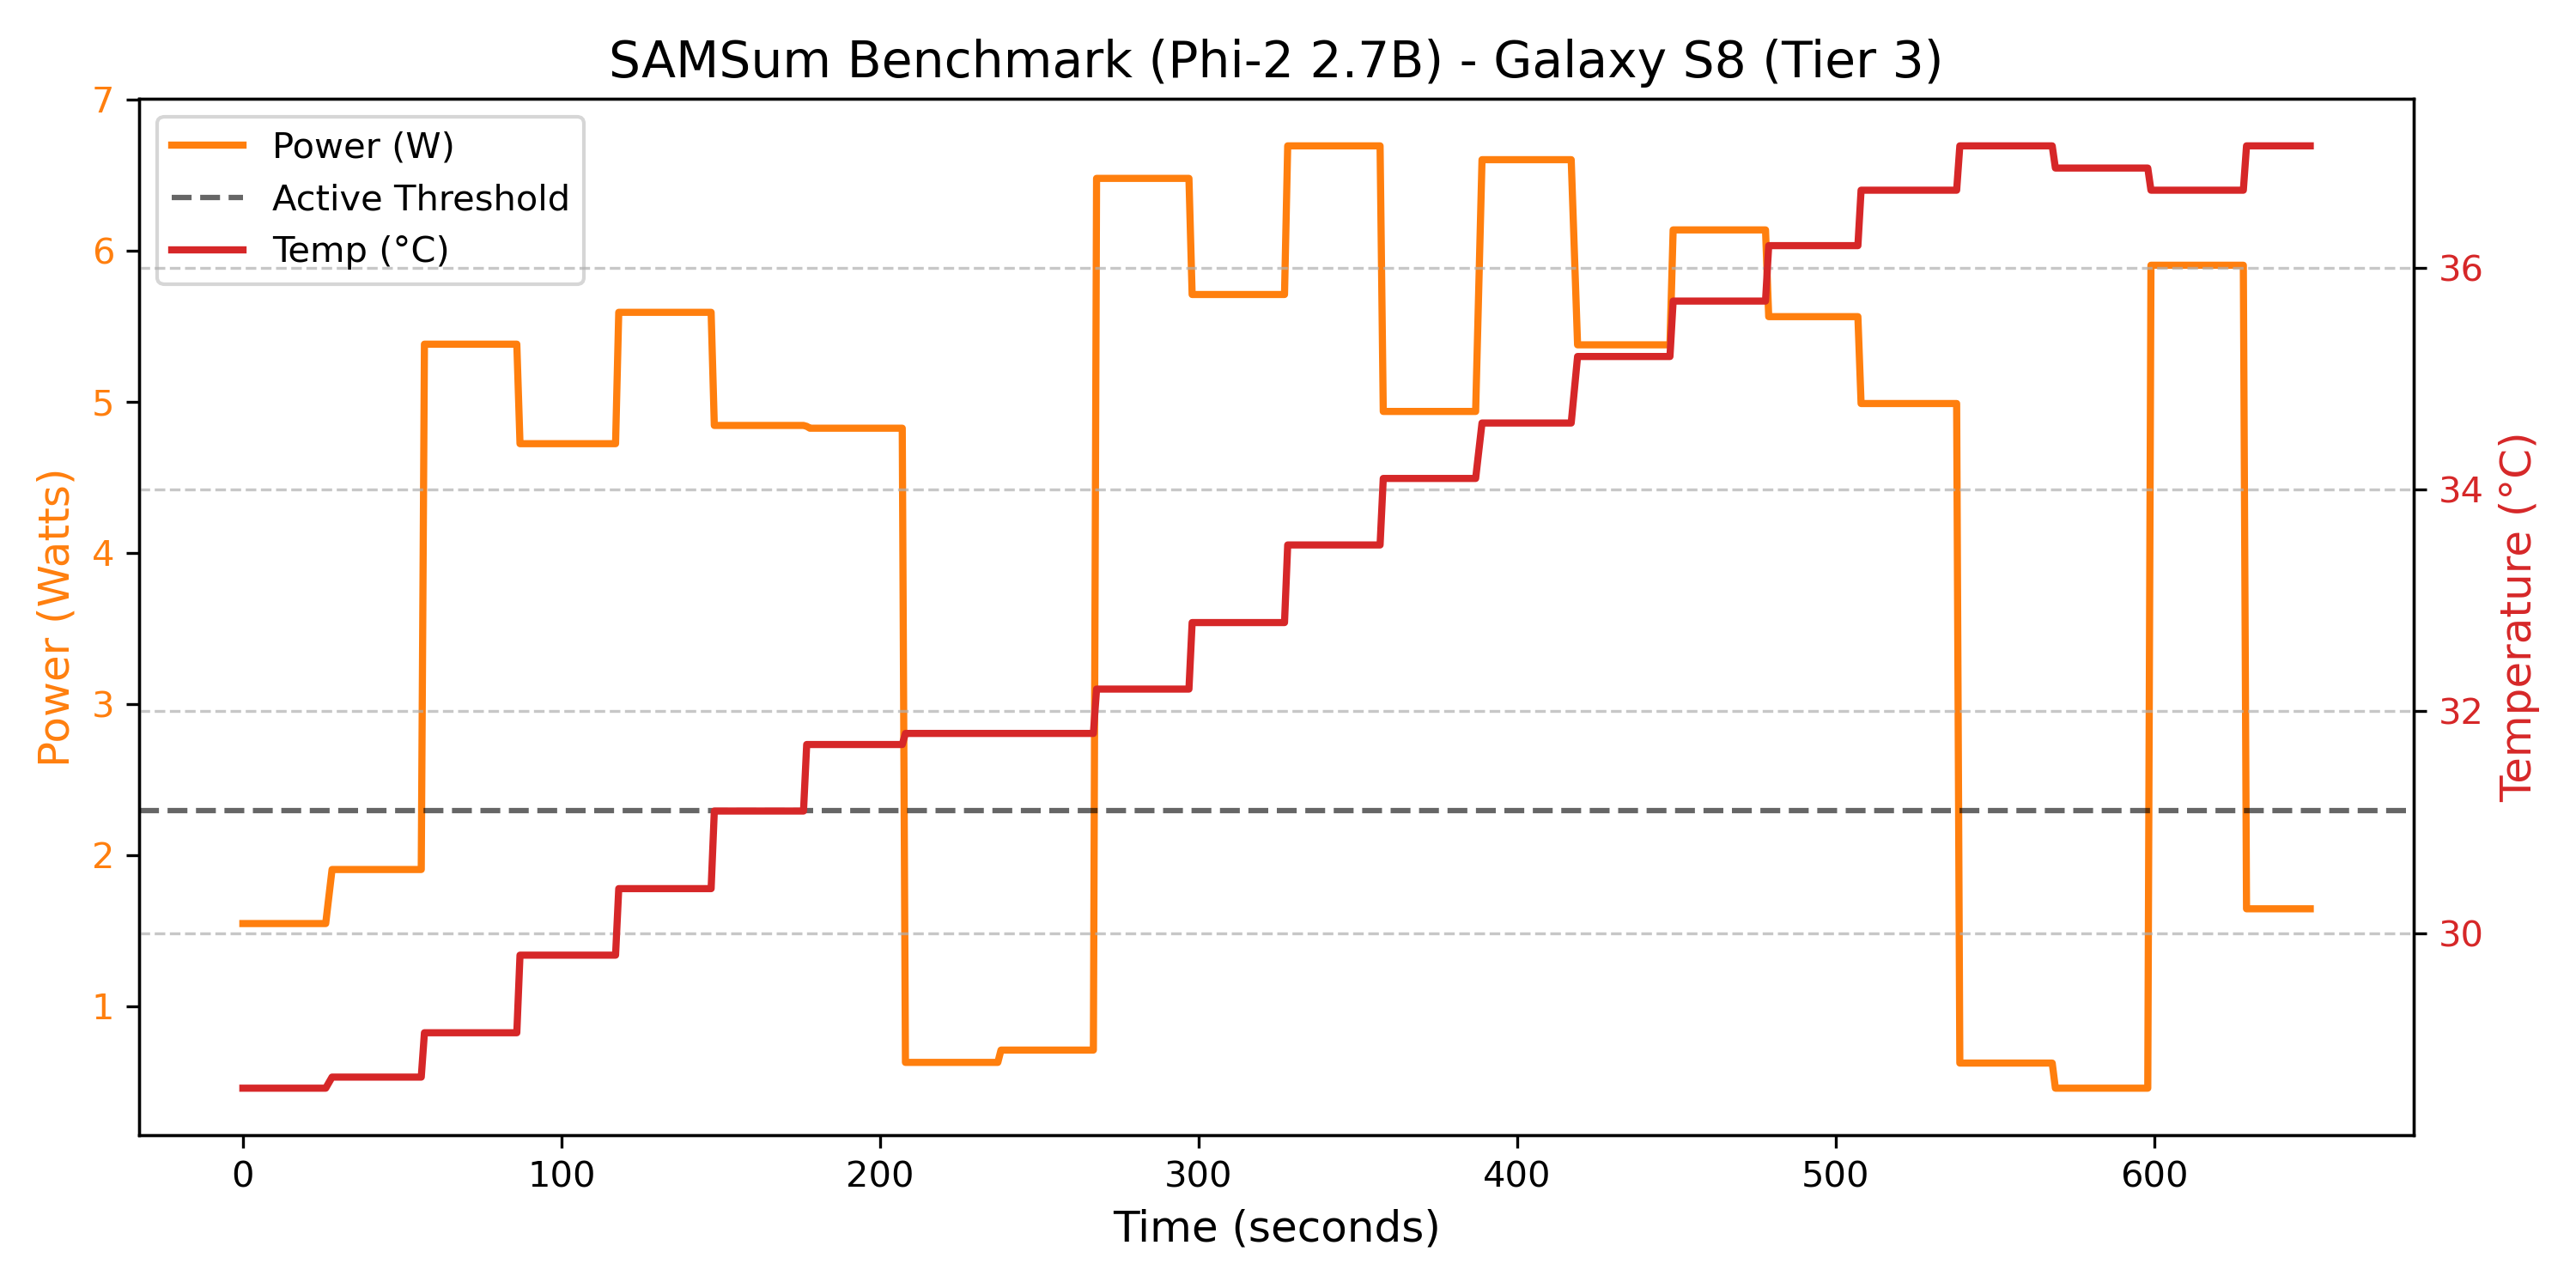 SAMSum Benchmark (Phi-2 2.7B) - Galaxy S8 (Tier 3)
Power (W)
Active Threshold
Temp (°C)
7
6
5
4
3
2
1
Power (Watts)
36
34
32
30
Temperature (°C)
0 100 200 300 400 500 600
Time (seconds)